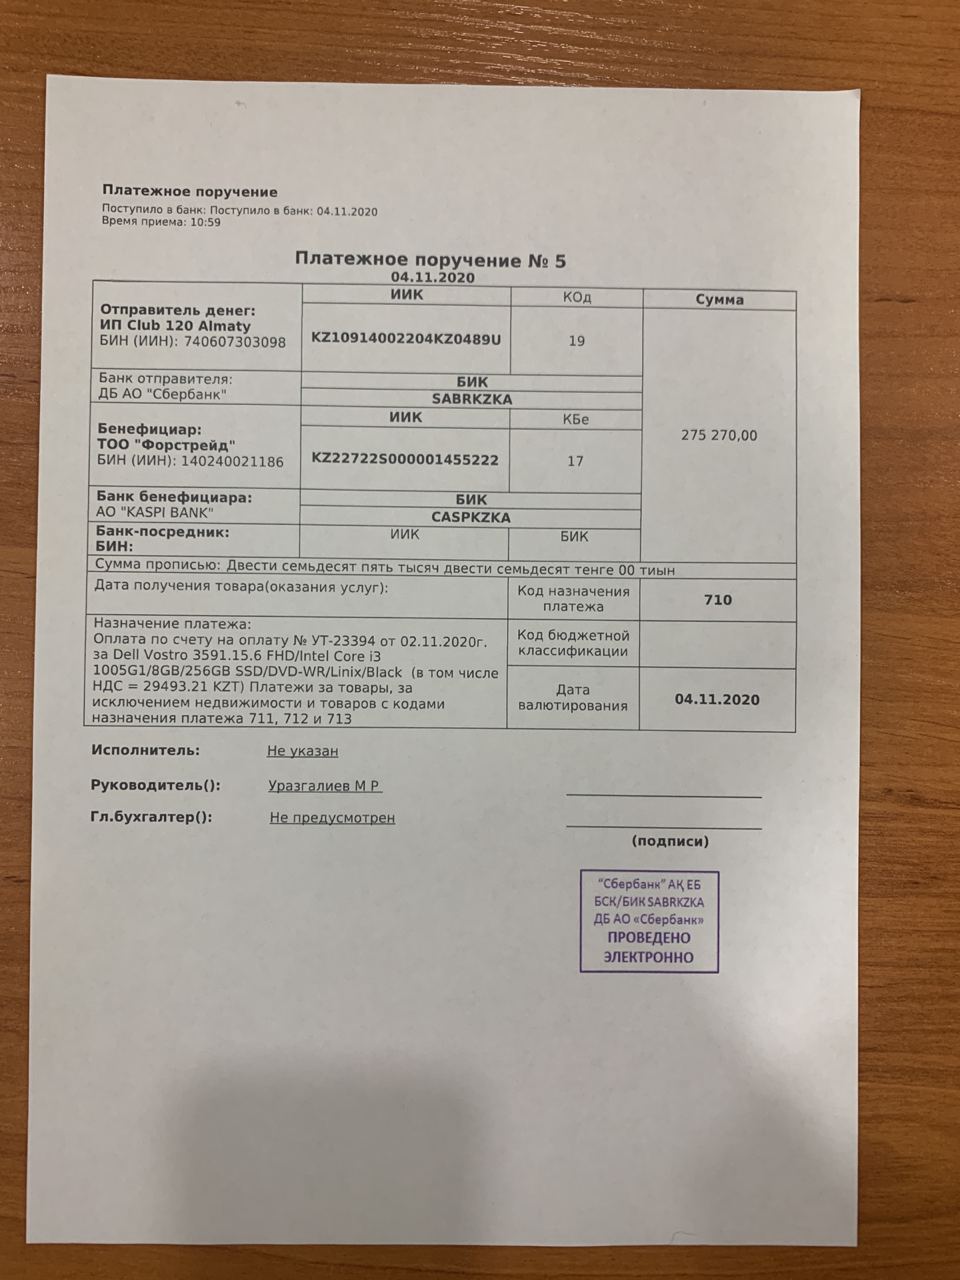 Платежное поручение
Поступило в банк: Поступило в банк: 04.11.2020
Время приема: 10:59
Платежное поручение № 5
04.11.2020
Отправитель денег:
ИП Club 120 Almaty
БИН (ИИН): 740607303098
ИИК
KZ10914002204KZ0489U
КОд
19
Сумма
275 270,00
Банк отправителя:
ДБ АО "Сбербанк"
БИК
SABRKZKA
Бенефициар:
ТОО "Форстрейд"
БИН (ИИН): 140240021186
ИИК
KZ22722S000001455222
КБе
17
Банк бенефициара:
АО "KASPI BANK"
БИК
CASPKZKA
Банк-посредник:
БИН:
ИИК
БИК
Сумма прописью: Двести семьдесят пять тысяч двести семьдесят тенге 00 тиын
Дата получения товара(оказания услуг):
Код назначения
платежа
710
Назначение платежа:
Оплата по счету на оплату № УТ-23394 от 02.11.2020г.
за Dell Vostro 3591.15.6 FHD/Intel Core i3
1005G1/8GB/256GB SSD/DVD-WR/Linix/Black (в том числе
НДС = 29493.21 KZT) Платежи за товары, за
исключением недвижимости и товаров с кодами
назначения платежа 711, 712 и 713
Код бюджетной
классификации
Дата
валютирования
04.11.2020
Исполнитель: Не указан
Руководитель(): Уразгалиев М Р
Гл.бухгалтер(): Не предусмотрен
(подписи)
"Сбербанк" АҚ ЕБ
БСК/БИК SABRKZKA
ДБ АО «Сбербанк»
ПРОВЕДЕНО
ЭЛЕКТРОННО